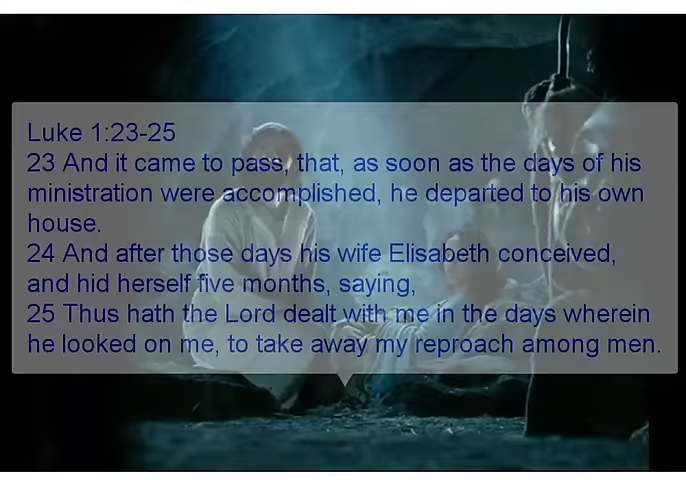 Luke 1:23-25
23 And it came to pass, that, as soon as the days of his
ministration were accomplished, he departed to his own
house.
24 And after those days his wife Elisabeth conceived,
and hid herself five months, saying,
25 Thus hath the Lord dealt with me in the days wherein
he looked on me, to take away my reproach among men.